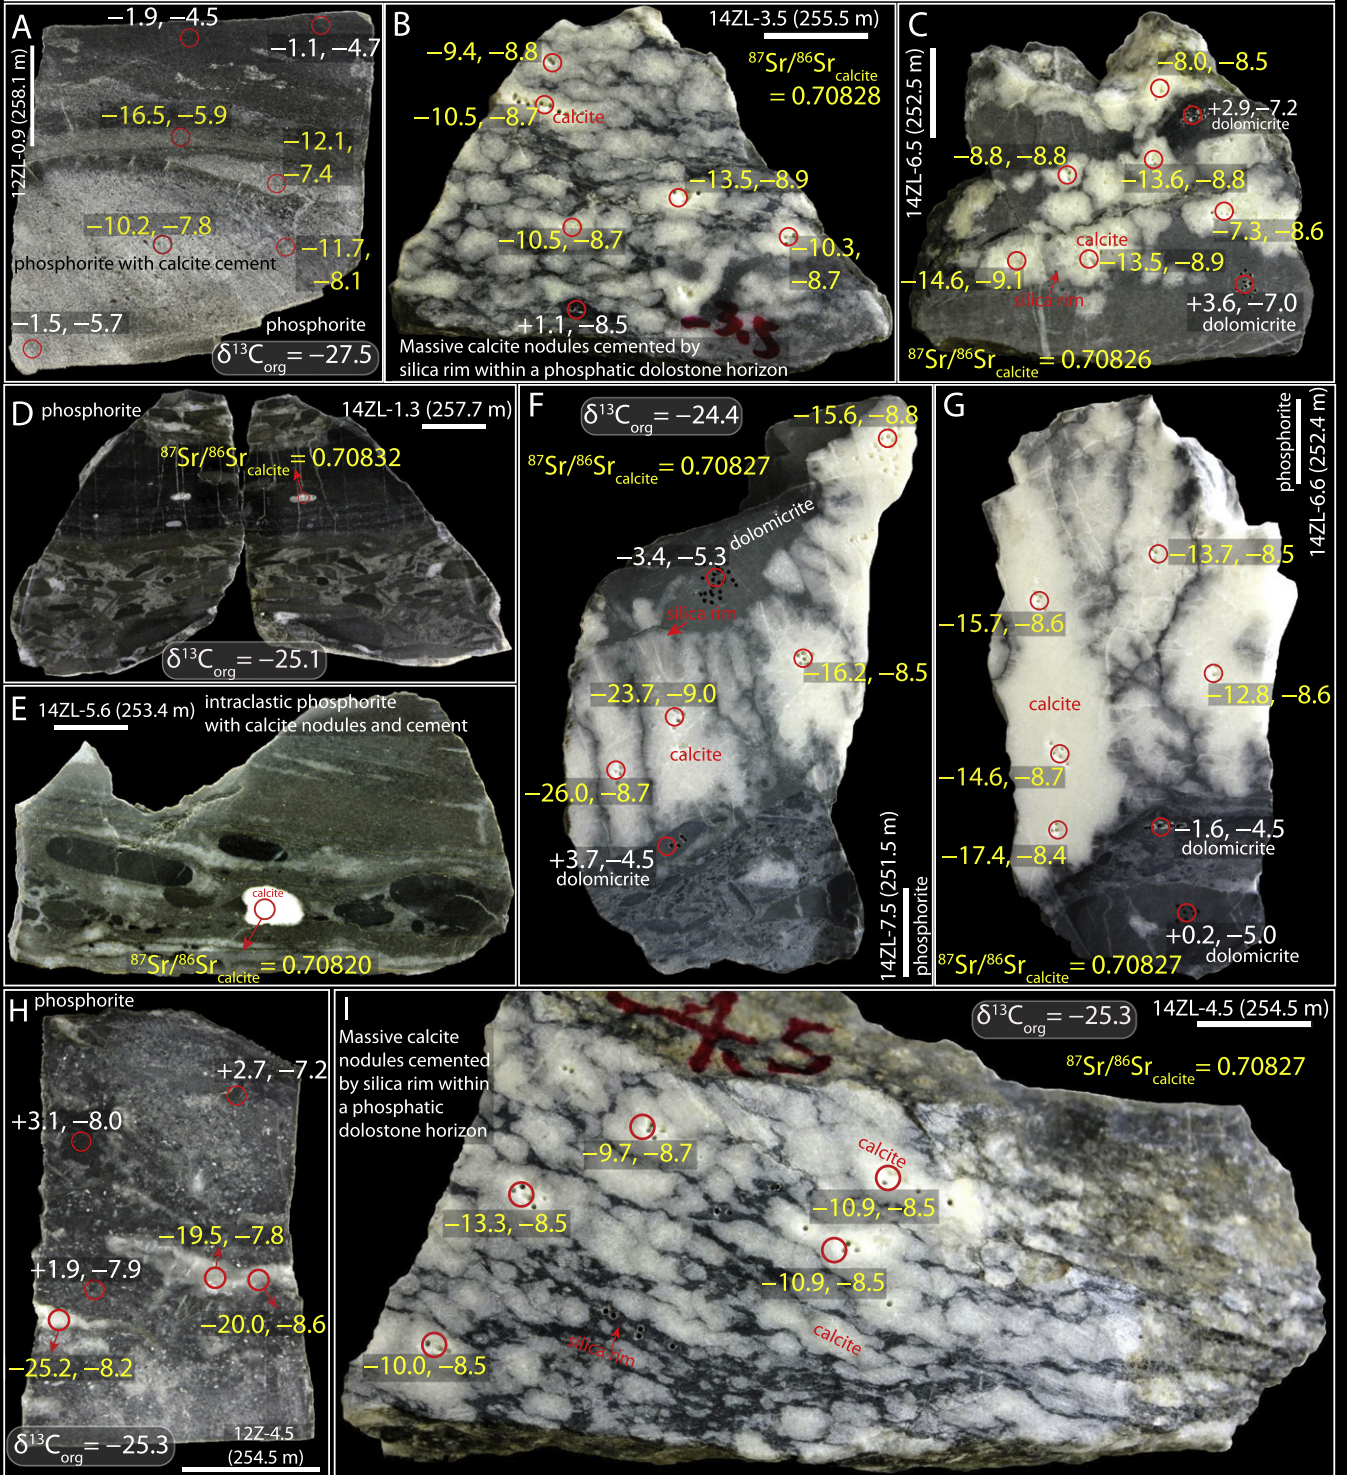 A
12ZL-0.9 (258.1 m)
−1.9, −4.5
−1.1, −4.7
−16.5, −5.9
−12.1,
−7.4
−10.2, −7.8
−11.7,
−8.1
phosphorite with calcite cement
−1.5, −5.7
phosphorite
δ13Corg = −27.5
B
14ZL-3.5 (255.5 m)
−9.4, −8.8
87Sr/86Srcalcite
= 0.70828
−10.5, −8.7
calcite
−13.5, −8.9
−10.5, −8.7
−10.3,
−8.7
+1.1, −8.5
-3.5
Massive calcite nodules cemented by
silica rim within a phosphatic dolostone horizon
C
14ZL-6.5 (252.5 m)
−8.0, −8.5
+2.9, −7.2
dolomicrite
−8.8, −8.8
−13.6, −8.8
−7.3, −8.6
calcite
−13.5, −8.9
−14.6, −9.1
silica rim
+3.6, −7.0
dolomicrite
87Sr/86Srcalcite = 0.70826
D
phosphorite
14ZL-1.3 (257.7 m)
87Sr/86Srcalcite = 0.70832
δ13Corg = −25.1
E
14ZL-5.6 (253.4 m)
intraclastic phosphorite
with calcite nodules and cement
calcite
87Sr/86Srcalcite = 0.70820
F
δ13Corg = −24.4
−15.6, −8.8
87Sr/86Srcalcite = 0.70827
dolomicrite
−3.4, −5.3
silica rim
−16.2, −8.5
−23.7, −9.0
calcite
−26.0, −8.7
+3.7, −4.5
dolomicrite
14ZL-7.5 (251.5 m)
phosphorite
G
phosphorite
14ZL-6.6 (252.4 m)
−13.7, −8.5
−15.7, −8.6
−12.8, −8.6
calcite
−14.6, −8.7
−17.4, −8.4
−1.6, −4.5
dolomicrite
+0.2, −5.0
dolomicrite
87Sr/86Srcalcite = 0.70827
H
phosphorite
+2.7, −7.2
+3.1, −8.0
−19.5, −7.8
+1.9, −7.9
−20.0, −8.6
−25.2, −8.2
δ13Corg = −25.3
12Z-4.5
(254.5 m)
I
Massive calcite
nodules cemented
by silica rim within
a phosphatic
dolostone horizon
δ13Corg = −25.3
14ZL-4.5 (254.5 m)
87Sr/86Srcalcite = 0.70827
−9.7, −8.7
calcite
−10.9, −8.5
−13.3, −8.5
−10.9, −8.5
silica rim
calcite
−10.0, −8.5